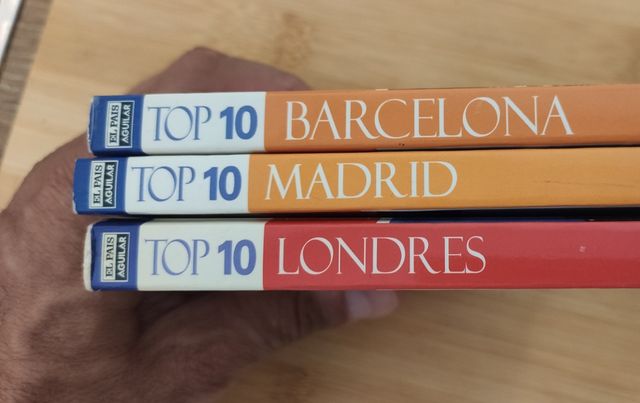 EL PAIS AGUILAR TOP 10 BARCELONA
EL PAIS AGUILAR TOP 10 MADRID
EL PAIS AGUILAR TOP 10 LONDRES